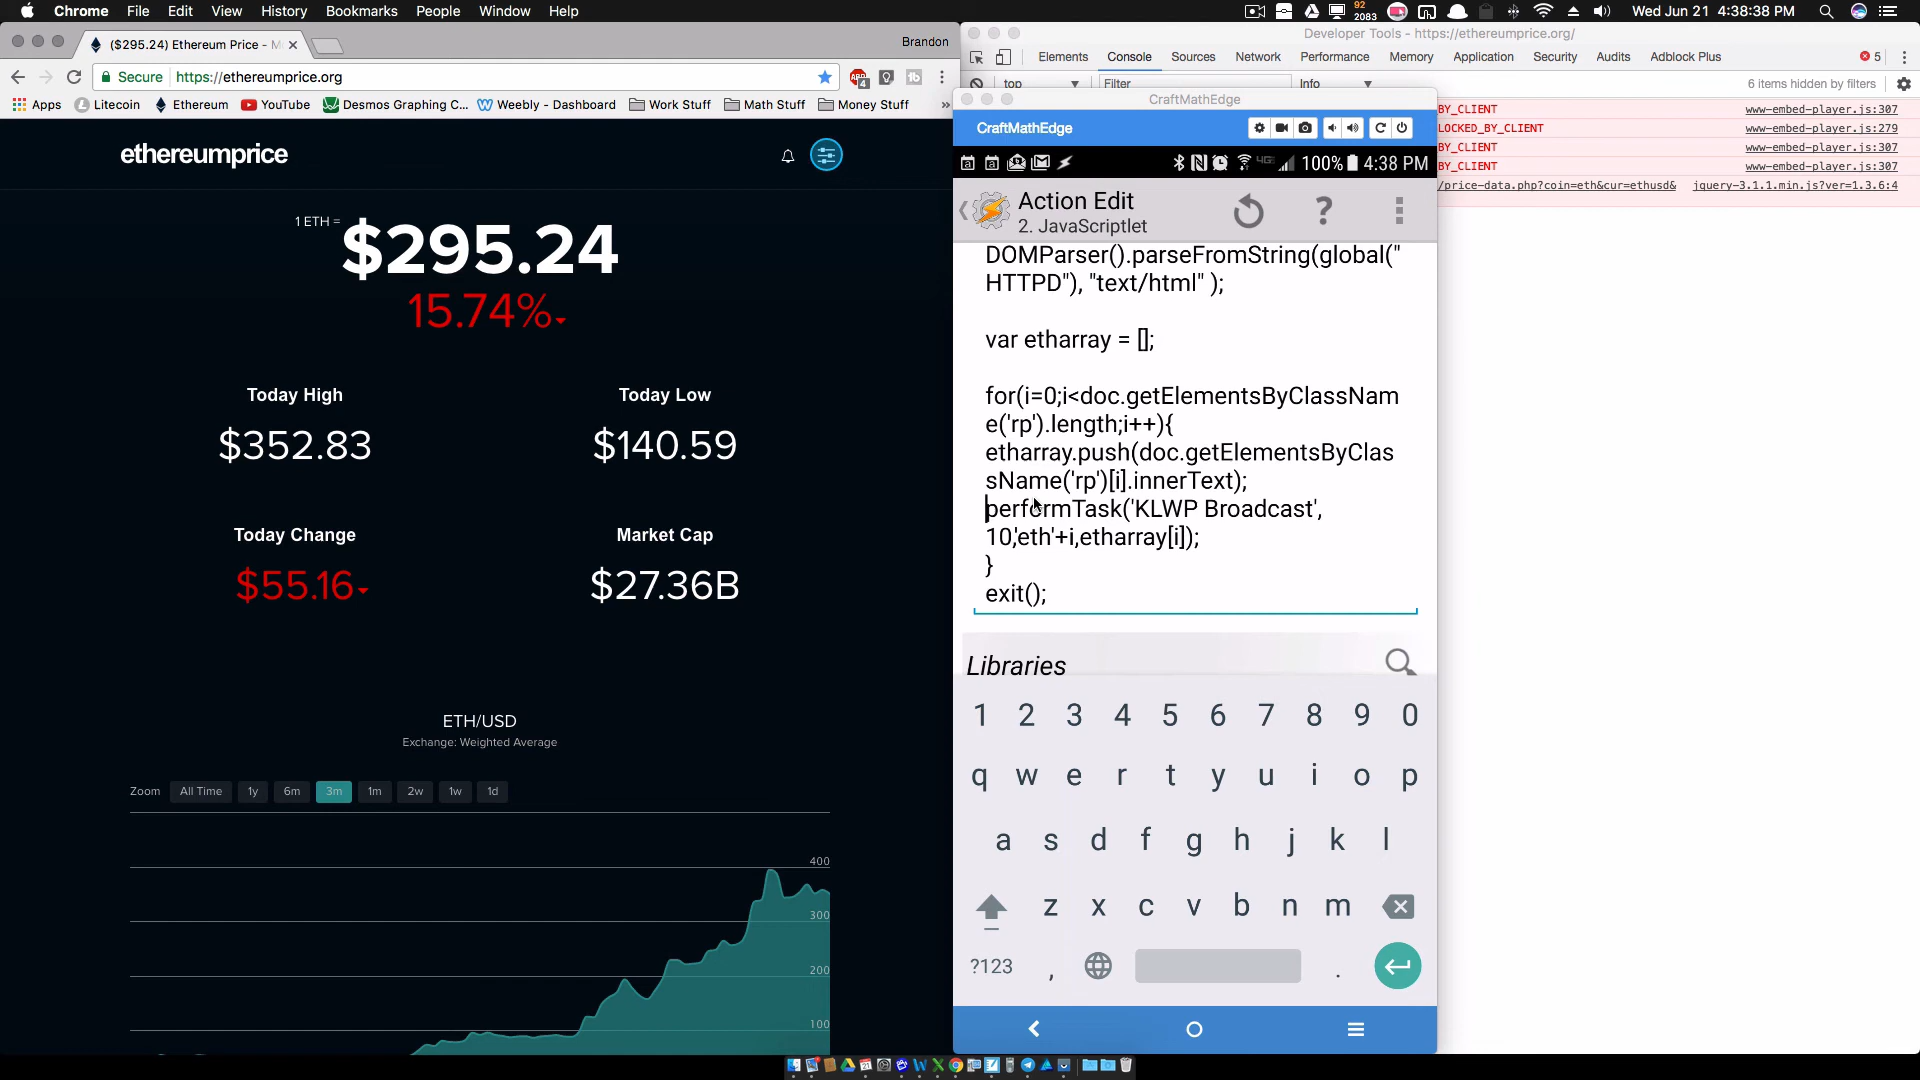 Chrome File Edit View History Bookmarks People Window Help
92
2083
Wed Jun 21 4:38:38 PM
($295.24) Ethereum Price - M
Brandon
Secure https://ethereumprice.org
4
Apps Litecoin Ethereum YouTube Desmos Graphing C... Weebly - Dashboard Work Stuff Math Stuff Money Stuff »
ethereumprice
1 ETH = $295.24
15.74%
Today High
Today Low
$352.83
$140.59
Today Change
Market Cap
$55.16
$27.36B
ETH/USD
Exchange: Weighted Average
Zoom All Time 1y 6m 3m 1m 2w 1w 1d
400
300
200
100
Developer Tools - https://ethereumprice.org/
Elements Console Sources Network Performance Memory Application Security Audits Adblock Plus 5
top Filter Info 6 items hidden by filters
BY_CLIENT www-embed-player.js:307
LOCKED_BY_CLIENT www-embed-player.js:279
BY_CLIENT www-embed-player.js:307
BY_CLIENT www-embed-player.js:307
/price-data.php?coin=eth&cur=ethusd& jquery-3.1.1.min.js?ver=1.3.6:4
CraftMathEdge
CraftMathEdge
100% 4:38 PM
Action Edit
2. JavaScriptlet
?
DOMParser().parseFromString(global("
HTTPD"), "text/html" );
var etharray = [];
for(i=0;i<doc.getElementsByClassNam
e('rp').length;i++){
etharray.push(doc.getElementsByClas
sName('rp')[i].innerText);
performTask('KLWP Broadcast',
10,'eth'+i,etharray[i]);
}
exit();
Libraries
1 2 3 4 5 6 7 8 9 0
q w e r t y u i o p
a s d f g h j k l
z x c v b n m
?123 , .